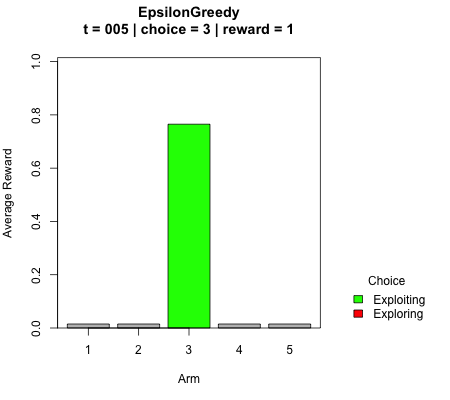 EpsilonGreedy
t = 005 | choice = 3 | reward = 1
Average Reward
1.0
0.8
0.6
0.4
0.2
0.0
1 2 3 4 5
Arm
Choice
Exploiting
Exploring